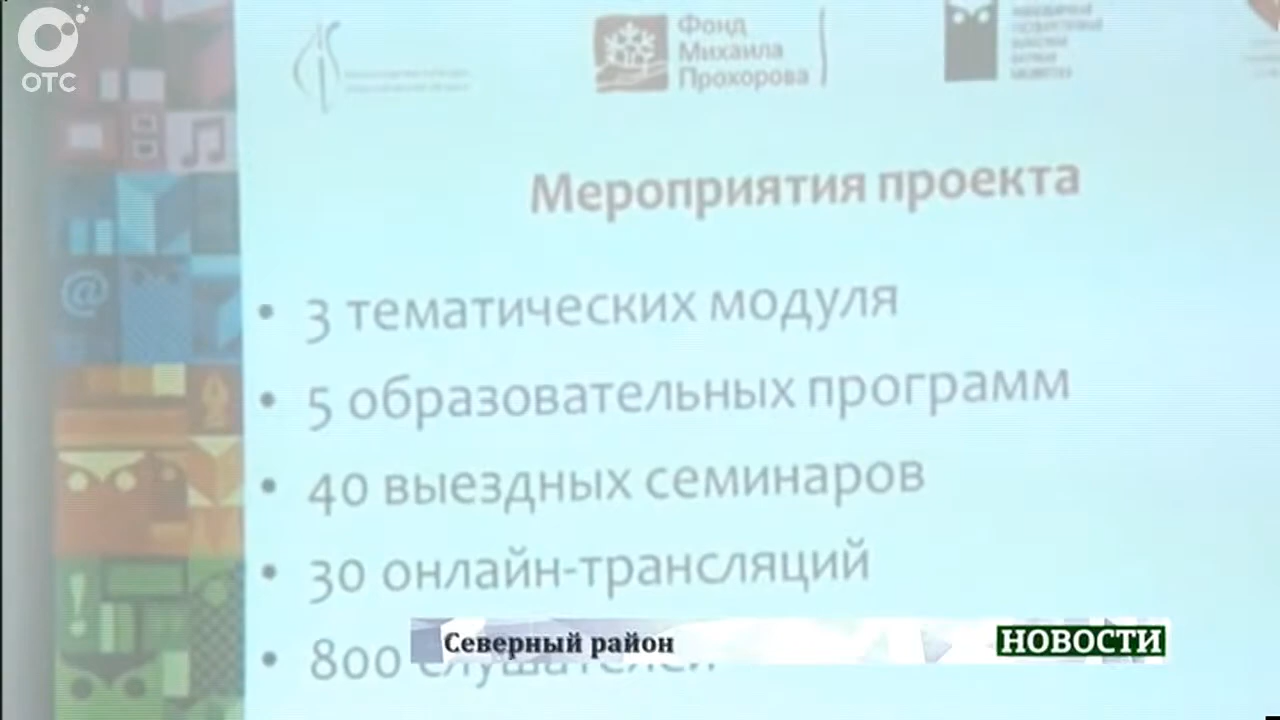 ОТС
Фонд
Михаила
Прохорова
Мероприятия проекта
• 3 тематических модуля
@
• 5 образовательных программ
• 40 выездных семинаров
• 30 онлайн-трансляций
• 800 слушателей
Северный район
НОВОСТИ